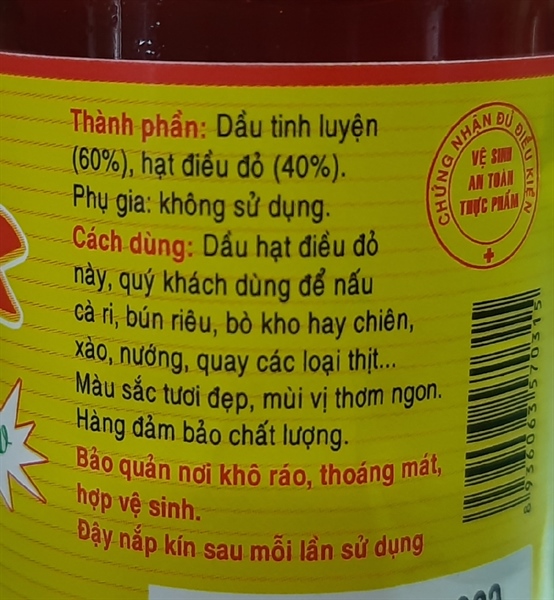 Thành phần: Dầu tinh luyện
(60%), hạt điều đỏ (40%).
Phụ gia: không sử dụng.
Cách dùng: Dầu hạt điều đỏ
này, quý khách dùng để nấu
cà ri, bún riêu, bò kho hay chiên,
xào, nướng, quay các loại thịt...
Màu sắc tươi đẹp, mùi vị thơm ngon.
Hàng đảm bảo chất lượng.
Bảo quản nơi khô ráo, thoáng mát,
hợp vệ sinh.
Đậy nắp kín sau mỗi lần sử dụng
CHỨNG NHẬN ĐỦ ĐIỀU KIỆN
VỆ SINH
AN TOÀN
THỰC PHẨM
8 936063 570315